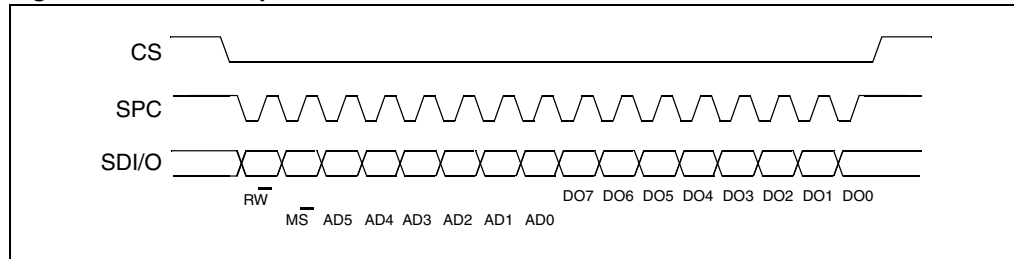 CS
SPC
SDI/O
RW̅ DO7 DO6 DO5 DO4 DO3 DO2 DO1 DO0
MS̅ AD5 AD4 AD3 AD2 AD1 AD0